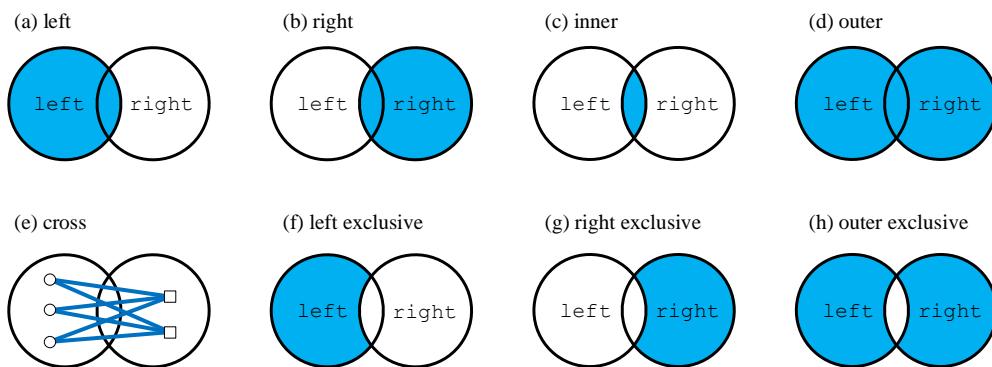 (a) left
(b) right
(c) inner
(d) outer
left right
left right
left right
left right
(e) cross
(f) left exclusive
(g) right exclusive
(h) outer exclusive
left right
left right
left right